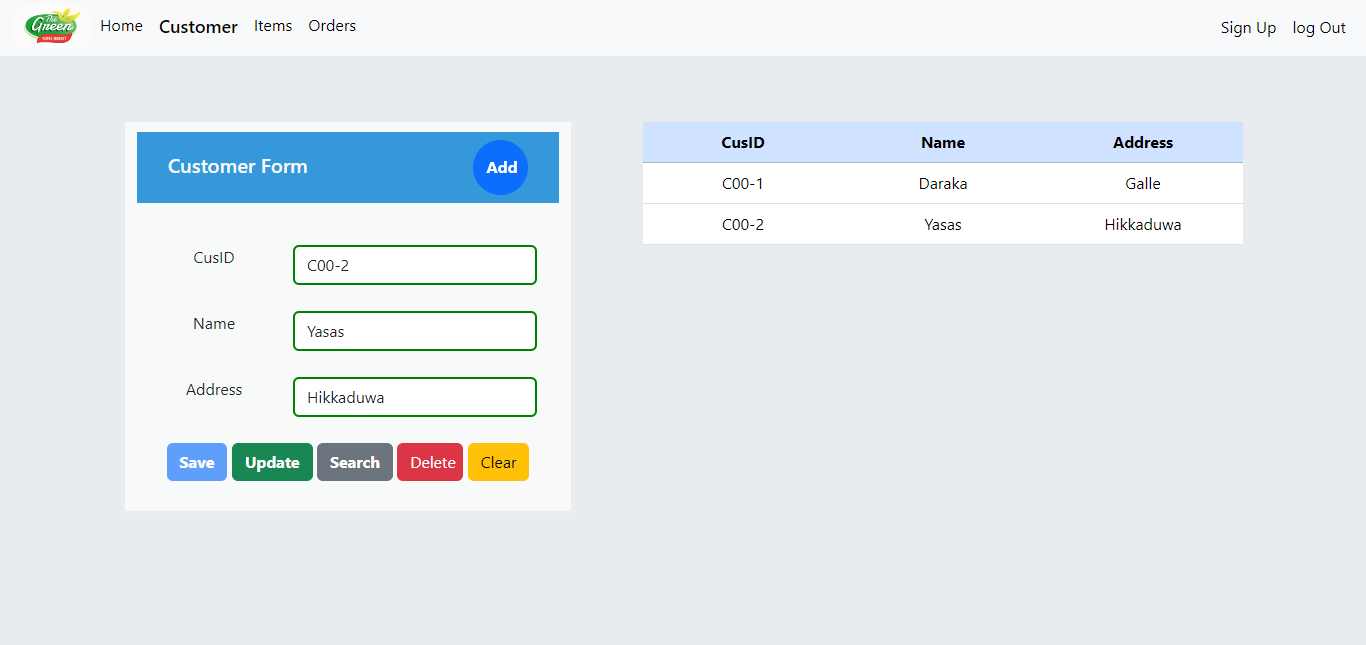 The
Green
SUPER MARKET
Home Customer Items Orders Sign Up log Out
Customer Form Add
CusID C00-2
Name Yasas
Address Hikkaduwa
Save Update Search Delete Clear
CusID Name Address
C00-1 Daraka Galle
C00-2 Yasas Hikkaduwa